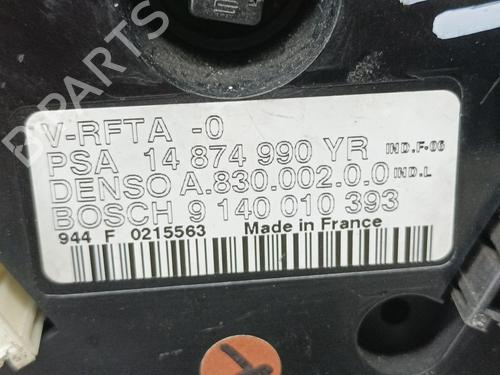 B-PARTS
V-RFTA -0
PSA 14 874 990 YR IND.F-06
DENSO A.830.002.0.0 IND.L
BOSCH 9 140 010 393
944 F 0215563 Made in France